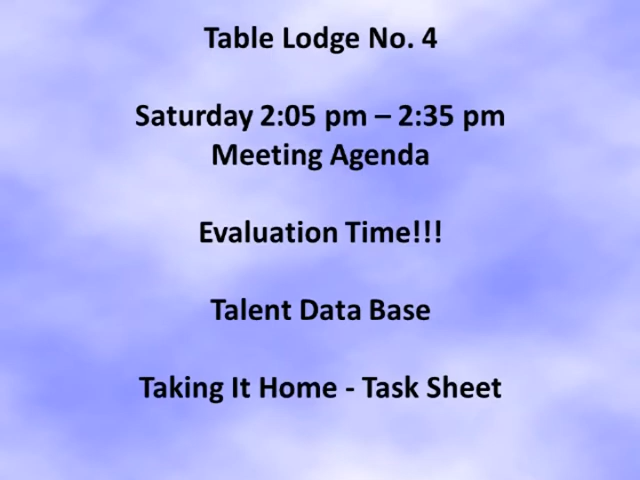 Table Lodge No. 4
Saturday 2:05 pm – 2:35 pm
Meeting Agenda
Evaluation Time!!!
Talent Data Base
Taking It Home - Task Sheet